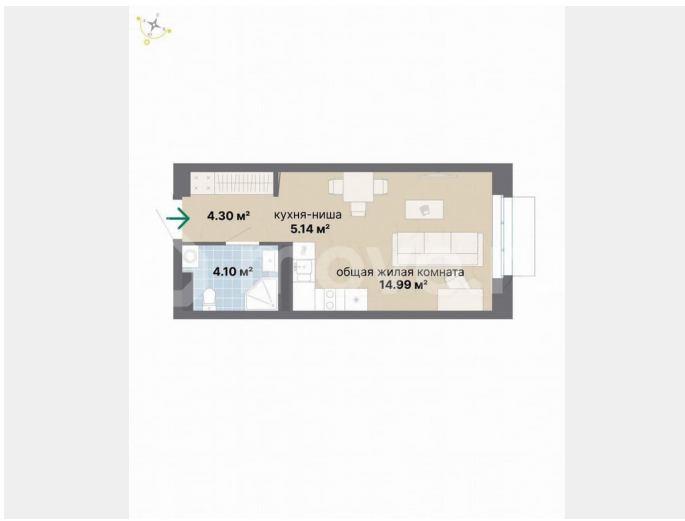 4.30 м²
кухня-ниша
5.14 м²
4.10 м²
общая жилая комната
14.99 м²